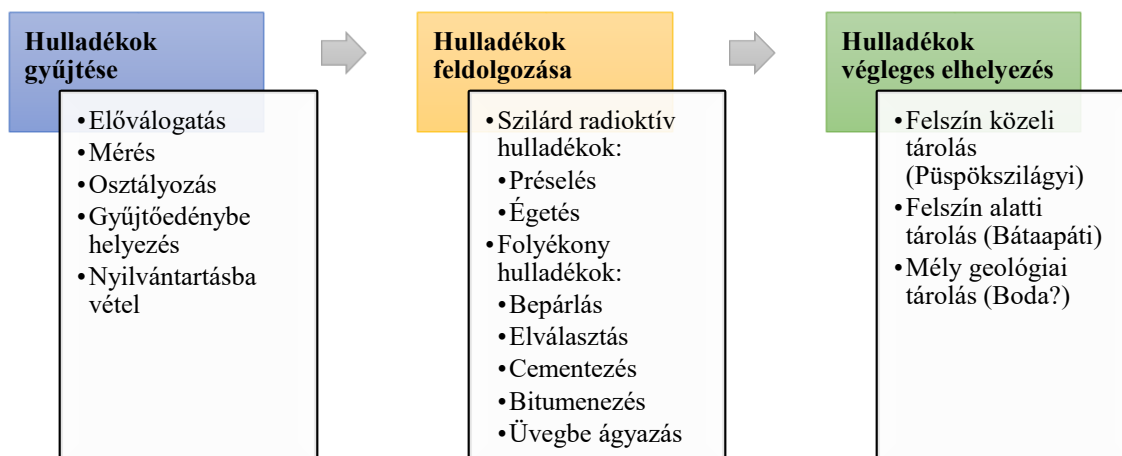 Hulladékok
gyűjtése
•Előválogatás
•Mérés
•Osztályozás
•Gyűjtőedénybe
helyezés
•Nyilvántartásba
vétel
Hulladékok
feldolgozása
•Szilárd radioktív
hulladékok:
•Préselés
•Égetés
•Folyékony
hulladékok:
•Bepárlás
•Elválasztás
•Cementezés
•Bitumenezés
•Üvegbe ágyazás
Hulladékok
végleges elhelyezés
•Felszín közeli
tárolás
(Püspökszilágyi)
•Felszín alatti
tárolás (Bátaapáti)
•Mély geológiai
tárolás (Boda?)